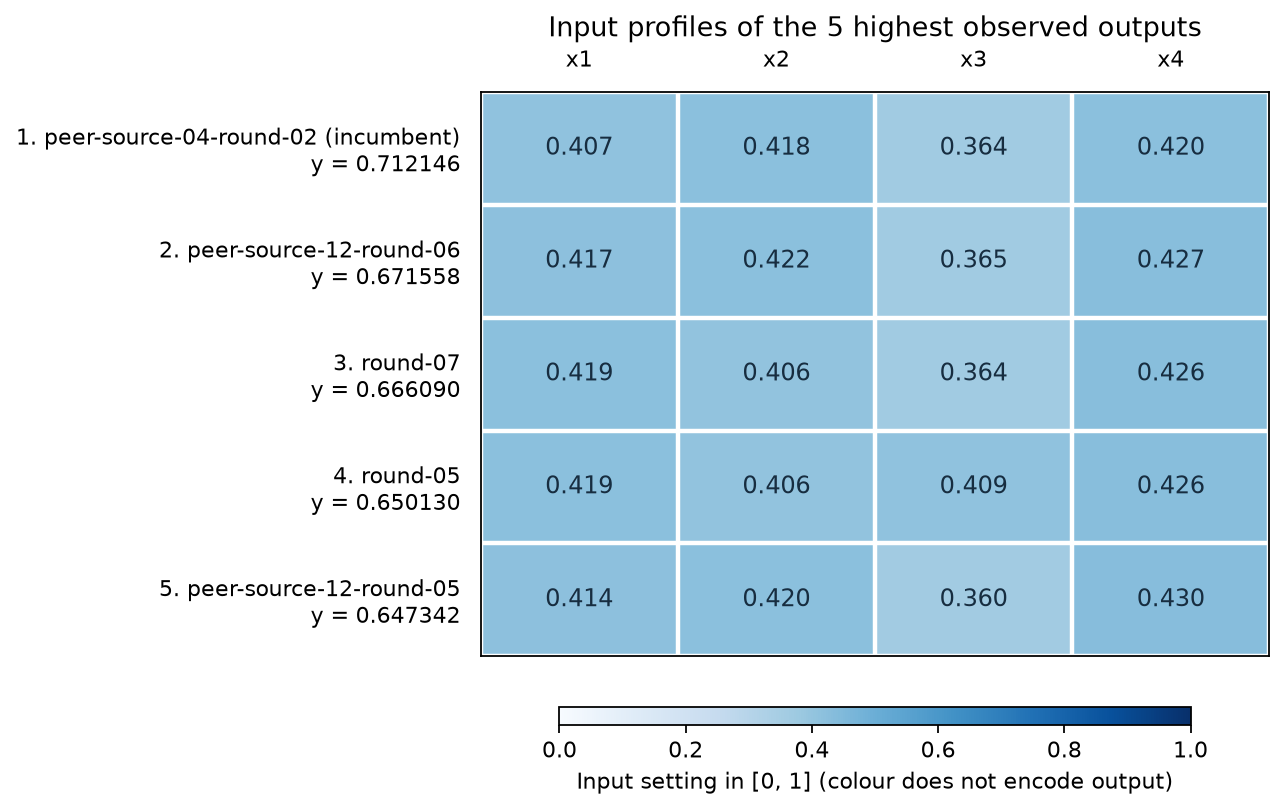 Input profiles of the 5 highest observed outputs
x1 x2 x3 x4
1. peer-source-04-round-02 (incumbent)
y = 0.712146
0.407 0.418 0.364 0.420
2. peer-source-12-round-06
y = 0.671558
0.417 0.422 0.365 0.427
3. round-07
y = 0.666090
0.419 0.406 0.364 0.426
4. round-05
y = 0.650130
0.419 0.406 0.409 0.426
5. peer-source-12-round-05
y = 0.647342
0.414 0.420 0.360 0.430
0.0 0.2 0.4 0.6 0.8 1.0
Input setting in [0, 1] (colour does not encode output)